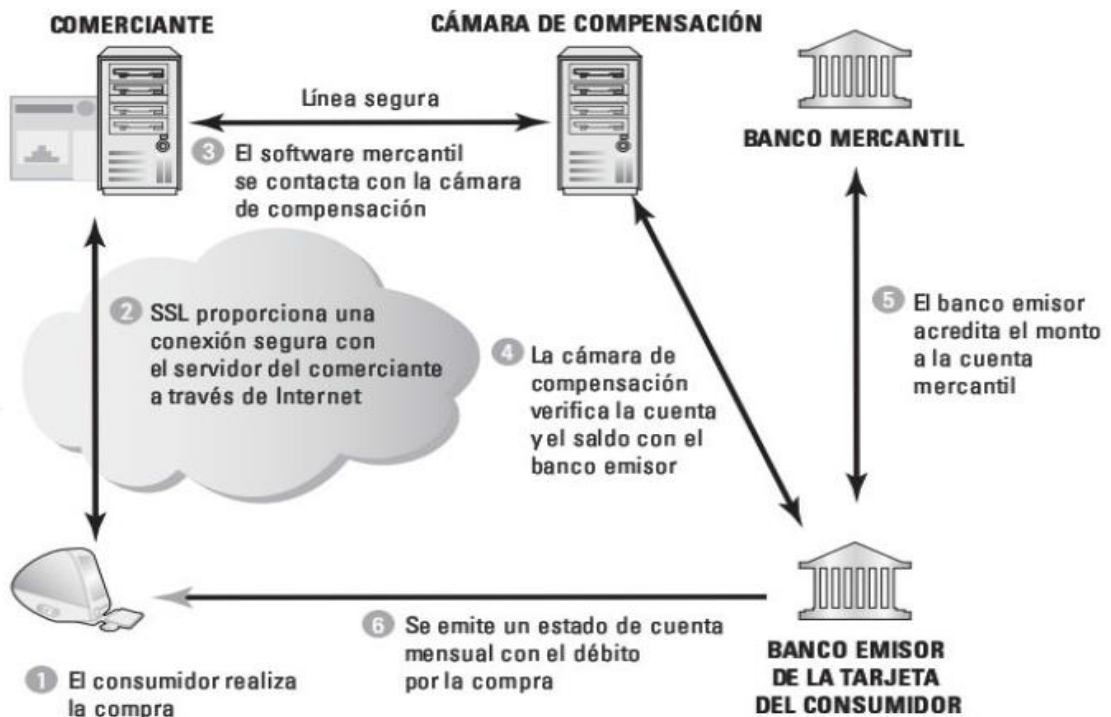 COMERCIANTE
CÁMARA DE COMPENSACIÓN
Línea segura
BANCO MERCANTIL
3 El software mercantil
se contacta con la cámara
de compensación
2 SSL proporciona una
conexión segura con
el servidor del comerciante
a través de Internet
4 La cámara de
compensación
verifica la cuenta
y el saldo con el
banco emisor
5 El banco emisor
acredita el monto
a la cuenta
mercantil
6 Se emite un estado de cuenta
mensual con el débito
por la compra
1 El consumidor realiza
la compra
BANCO EMISOR
DE LA TARJETA
DEL CONSUMIDOR